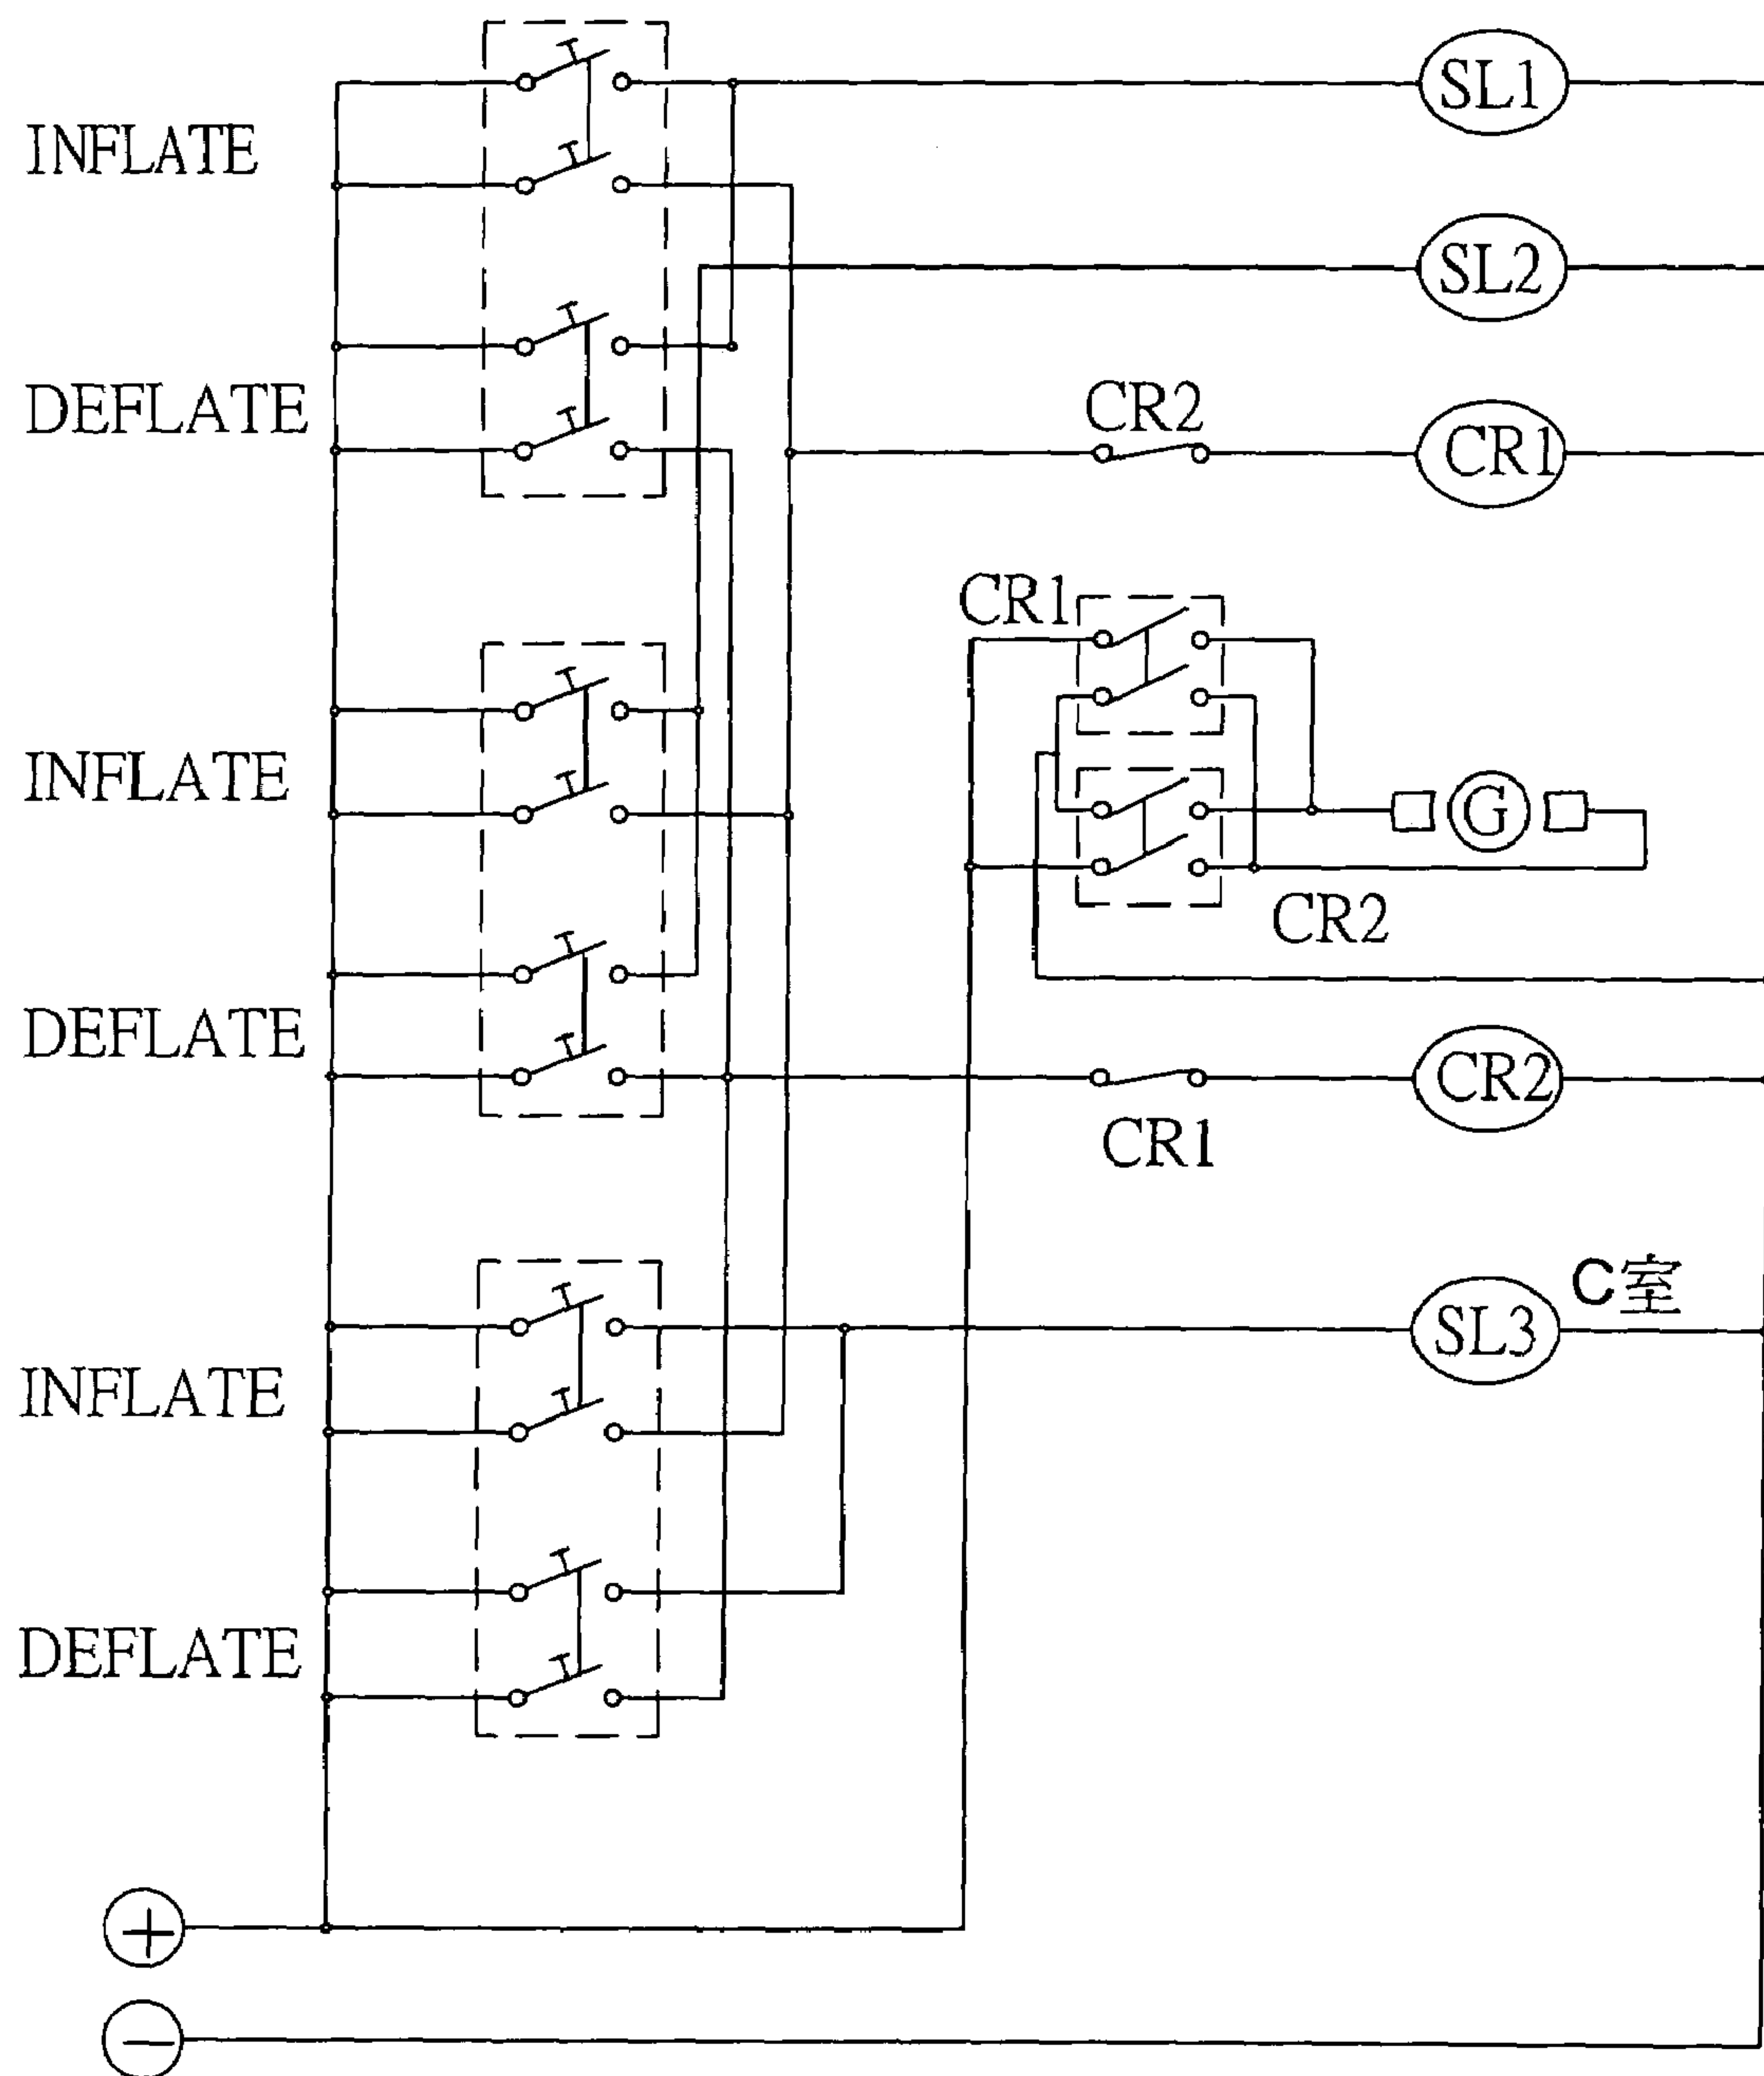 SL1
INFLATE
SL2
DEFLATE
CR2
CR1
CR1
INFLATE
G
CR2
DEFLATE
CR2
CR1
C室
SL3
INFLATE
DEFLATE
+
−